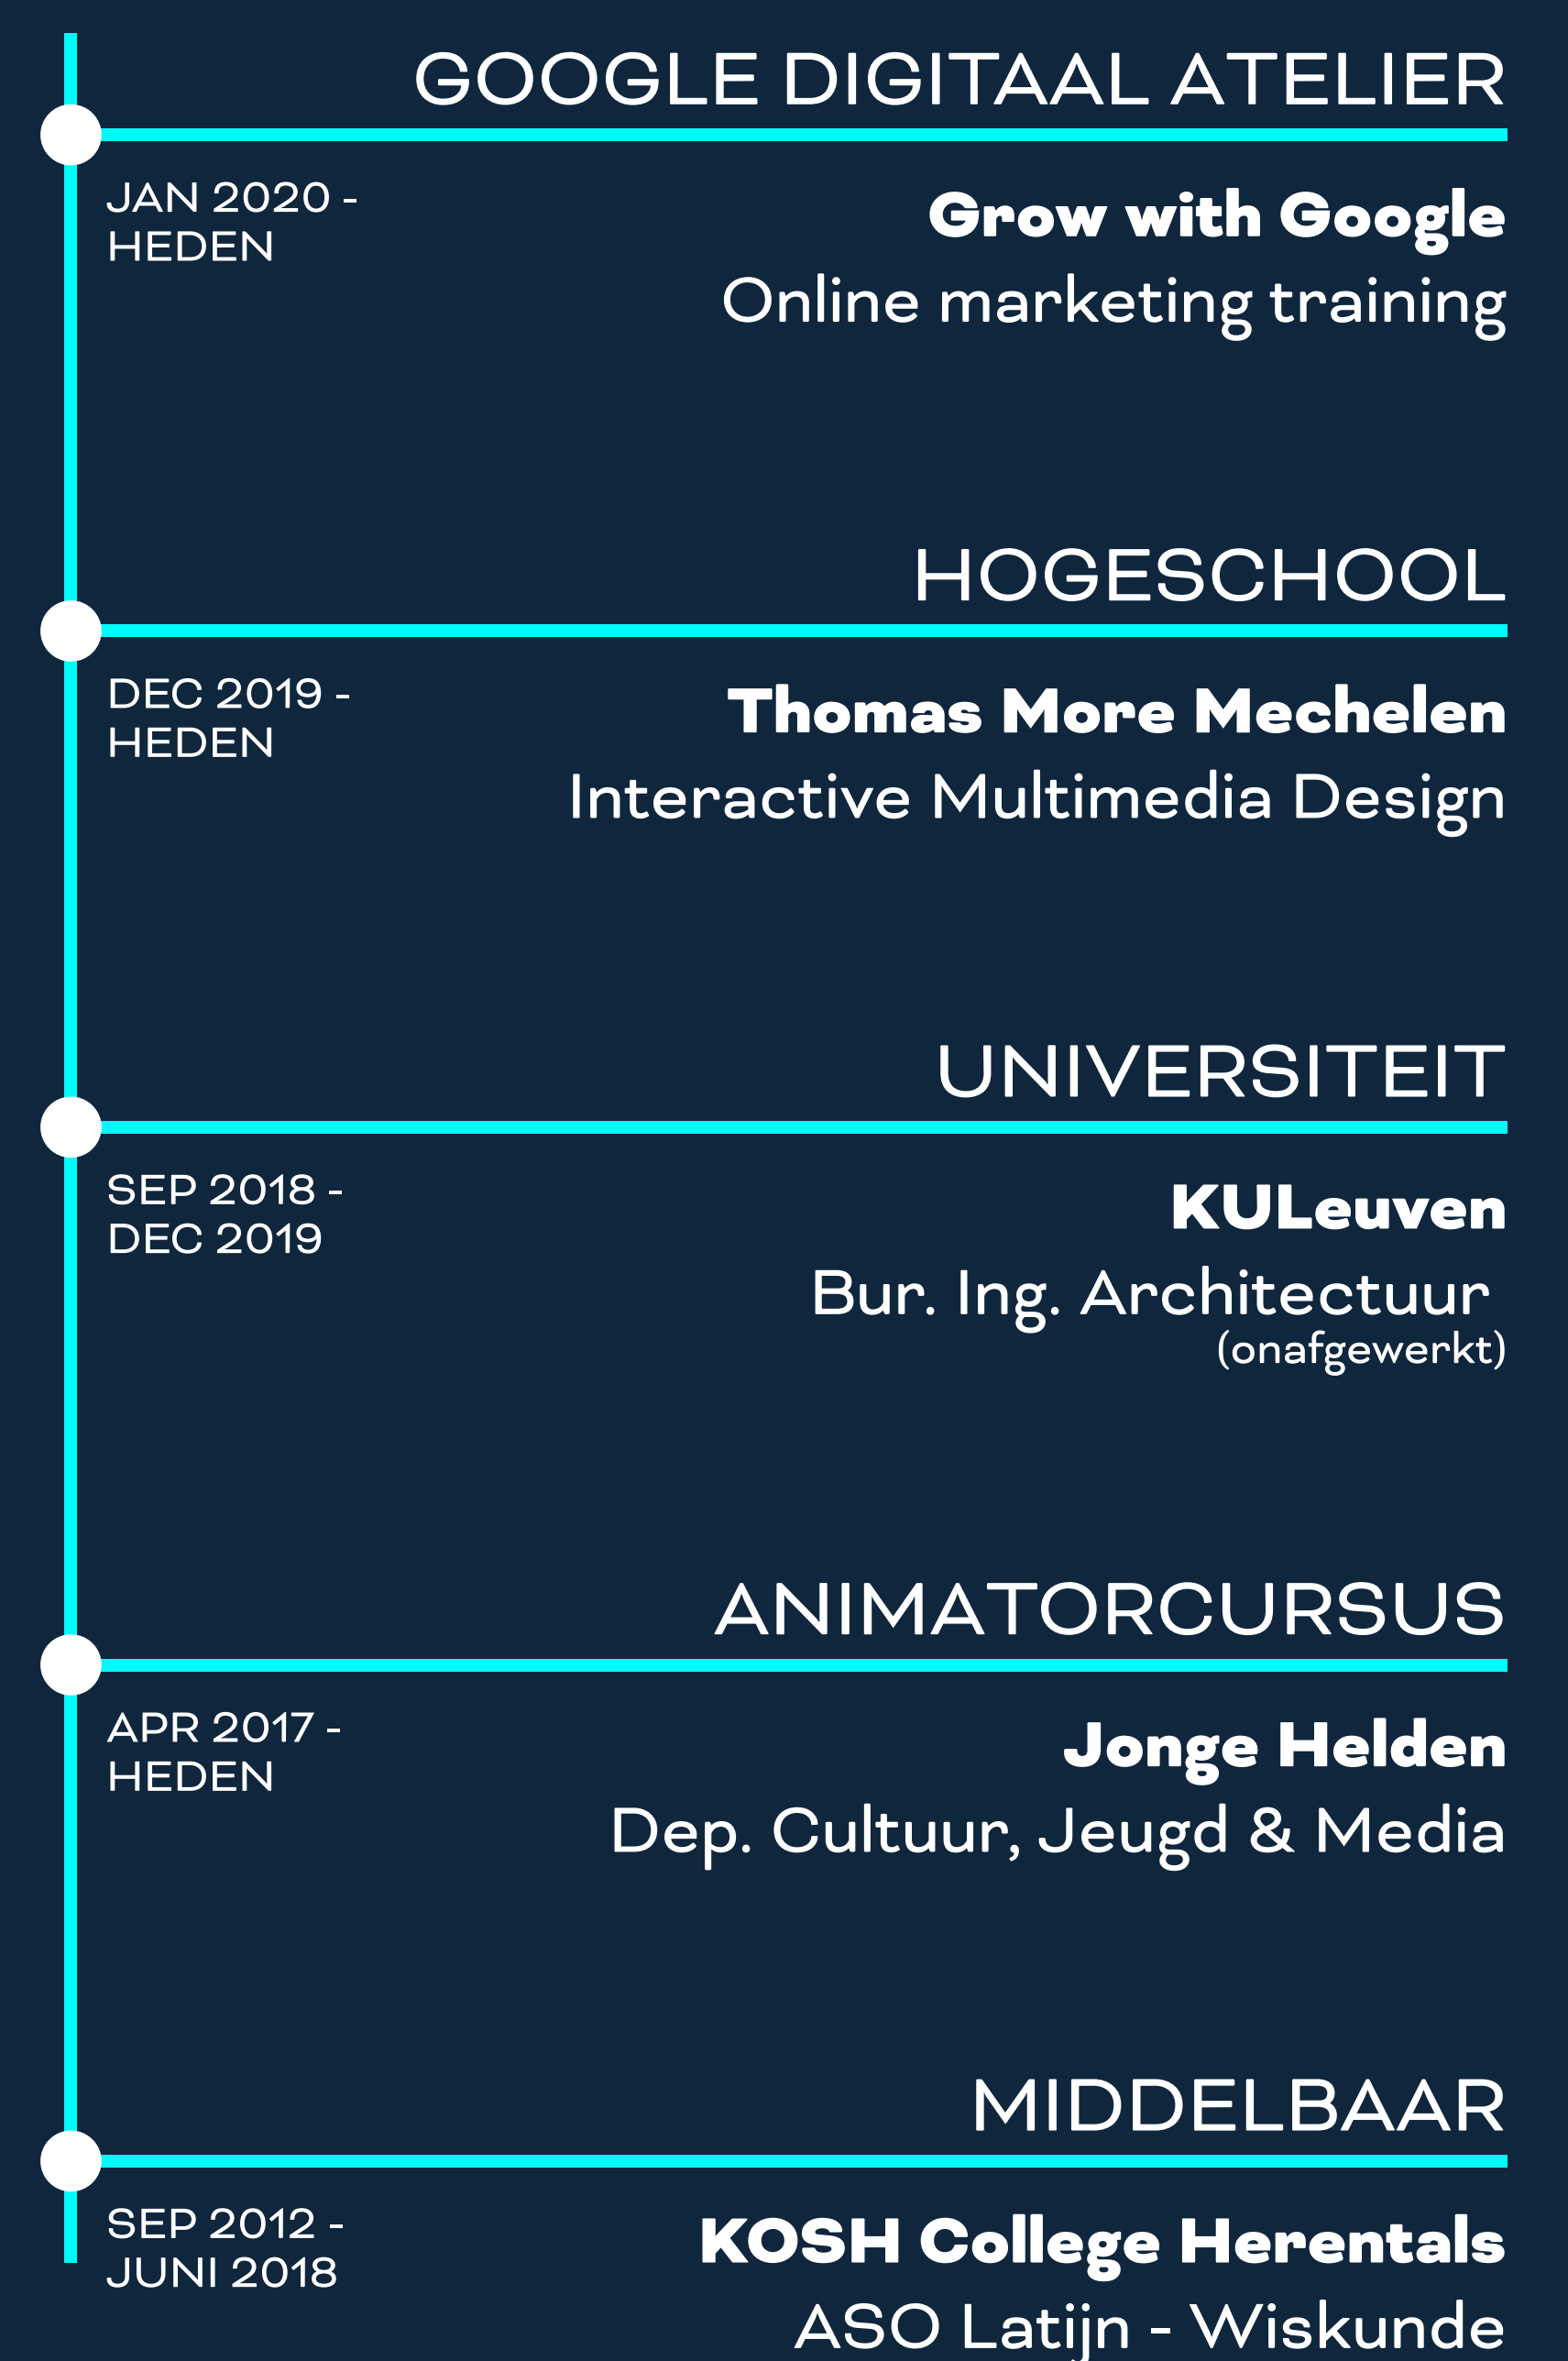 GOOGLE DIGITAAL ATELIER
JAN 2020 -
HEDEN
Grow with Google
Online marketing training
HOGESCHOOL
DEC 2019 -
HEDEN
Thomas More Mechelen
Interactive Multimedia Design
UNIVERSITEIT
SEP 2018 -
DEC 2019
KULeuven
Bur. Ing. Architectuur
(onafgewerkt)
ANIMATORCURSUS
APR 2017 -
HEDEN
Jonge Helden
Dep. Cultuur, Jeugd & Media
MIDDELBAAR
SEP 2012 -
JUNI 2018
KOSH College Herentals
ASO Latijn - Wiskunde